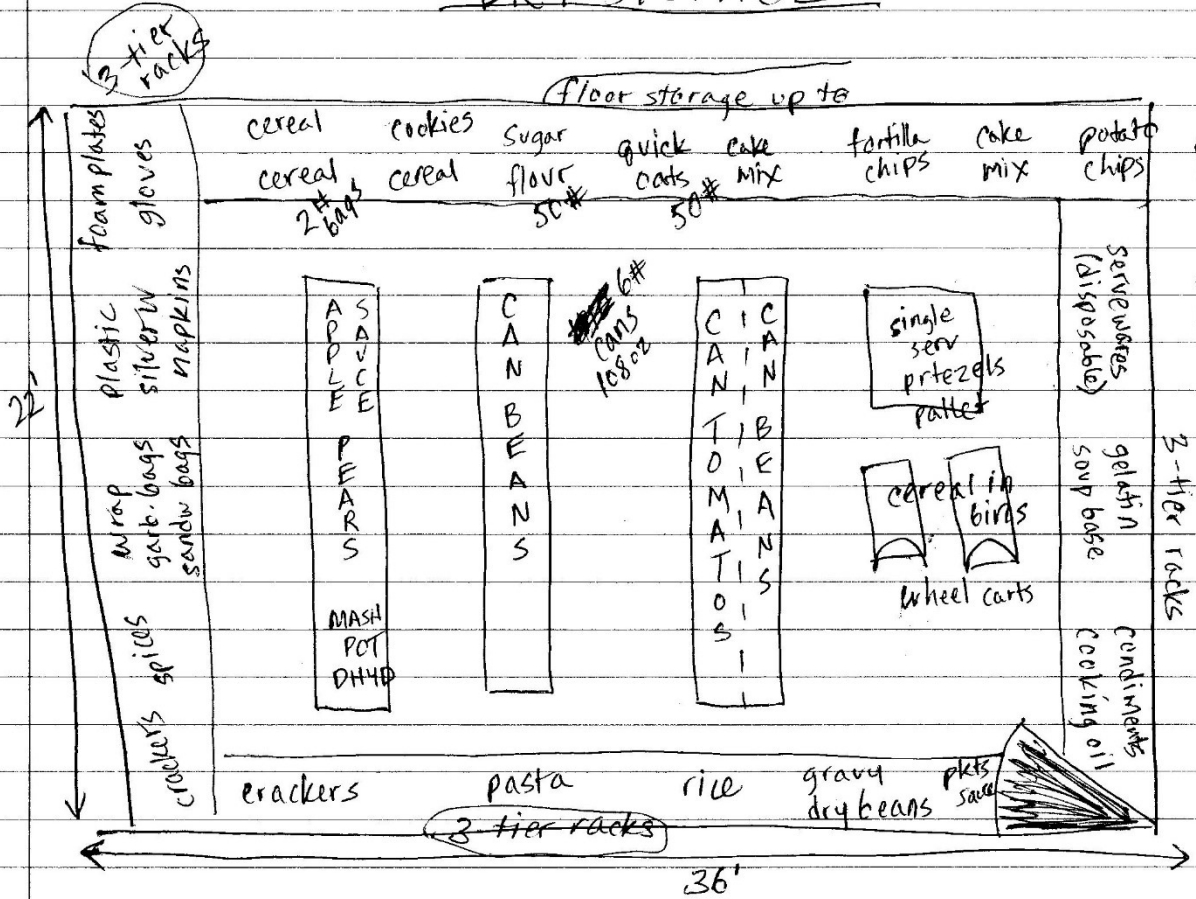 3-tier
racks
floor storage up to
cereal cookies sugar quick cake tortilla cake potato
cereal cereal flour oats mix chips mix chips
2# bags 50# 50#
foam plates
gloves
plastic
silverw
napkins
wrap
garb. bags
sandw bags
spices
crackers
22'
APPLE SAUCE
PEARS
MASH
POT
DHYD
CAN BEANS
6#
cans
108oz
CAN TOMATOS
CAN BEANS
single
serv
prtezels
pallet
cereal in
bins
wheel carts
servewares
(disposable)
gelatin
soup base
condiments
cooking oil
3-tier racks
crackers pasta rice gravy pkts
dry beans sauce
3-tier racks
36'